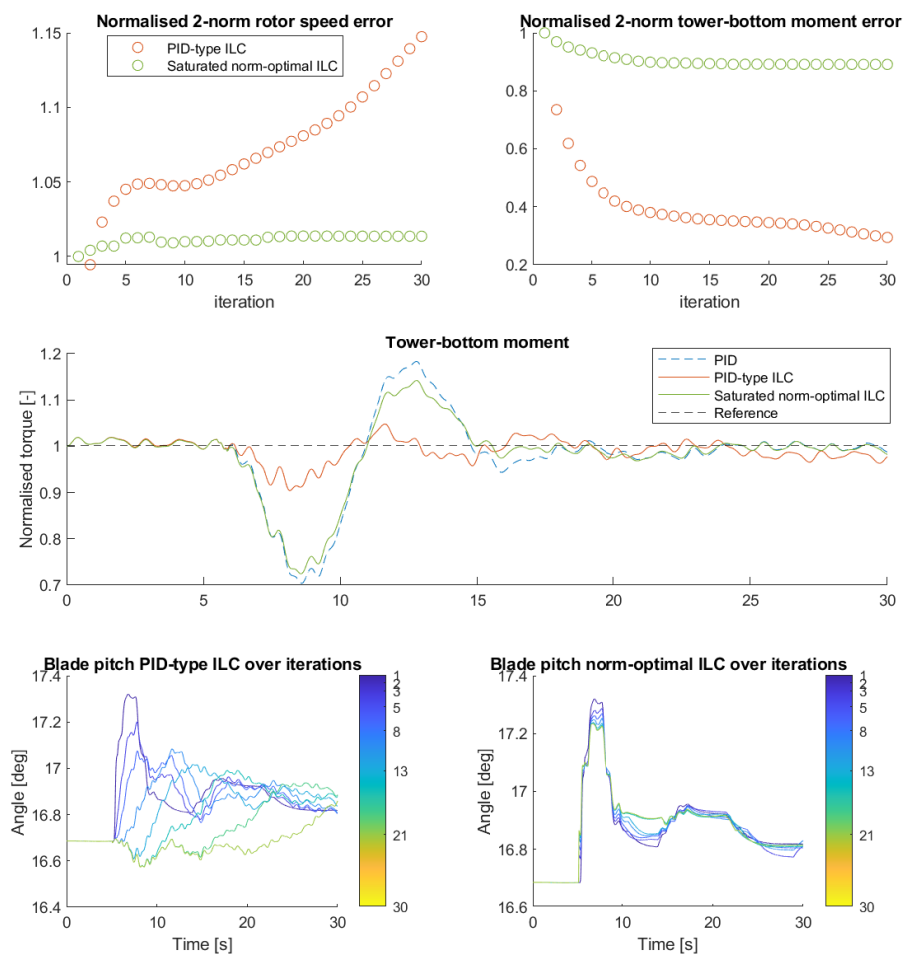 Normalised 2-norm rotor speed error
1.15
1.1
1.05
1
PID-type ILC
Saturated norm-optimal ILC
0 5 10 15 20 25 30
iteration
Normalised 2-norm tower-bottom moment error
1
0.8
0.6
0.4
0.2
0 5 10 15 20 25 30
iteration
Tower-bottom moment
Normalised torque [-]
1.2
1.1
1
0.9
0.8
0.7
PID
PID-type ILC
Saturated norm-optimal ILC
Reference
0 5 10 15 20 25 30
Blade pitch PID-type ILC over iterations
Angle [deg]
17.4
17.2
17
16.8
16.6
16.4
0 10 20 30
Time [s]
1
2
3
5
8
13
21
30
Blade pitch norm-optimal ILC over iterations
Angle [deg]
17.4
17.2
17
16.8
16.6
0 10 20 30
Time [s]
1
2
3
5
8
13
21
30